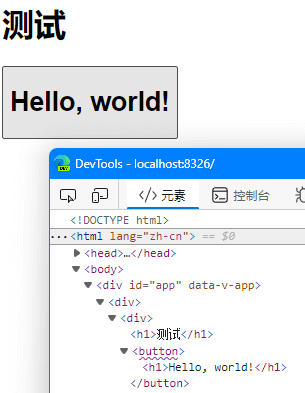 测试
Hello, world!
DevTools - localhost:8326/
元素 控制台
<!DOCTYPE html>
···<html lang="zh-cn"> == $0
<head>…</head>
<body>
<div id="app" data-v-app>
<div>
<div>
<h1>测试</h1>
<button>
<h1>Hello, world!</h1>
</button>